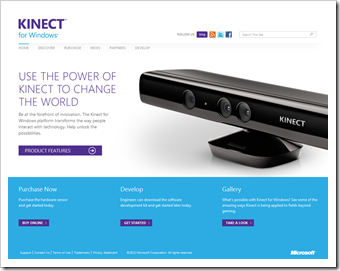 KINECT
for Windows
FOLLOW US
Blog
Search this site
HOME DISCOVER PURCHASE NEWS PARTNERS DEVELOP
USE THE POWER OF
KINECT TO CHANGE
THE WORLD
Be at the forefront of innovation. The Kinect for
Windows platform transforms the way people
interact with technology. Help unlock the
possibilities.
PRODUCT FEATURES
KINECT
Purchase Now
Purchase the hardware sensor
and get started today.
BUY ONLINE
Develop
Engineers can download the software
development kit and get started take today.
GET STARTED
Gallery
What's possible with Kinect for Windows? See some of the
amazing ways Kinect is being applied to fields beyond
gaming.
TAKE A LOOK
Support | Contact Us | Terms of Use | Trademarks | Privacy Statement
©2012 Microsoft Corporation. All rights reserved.
Microsoft